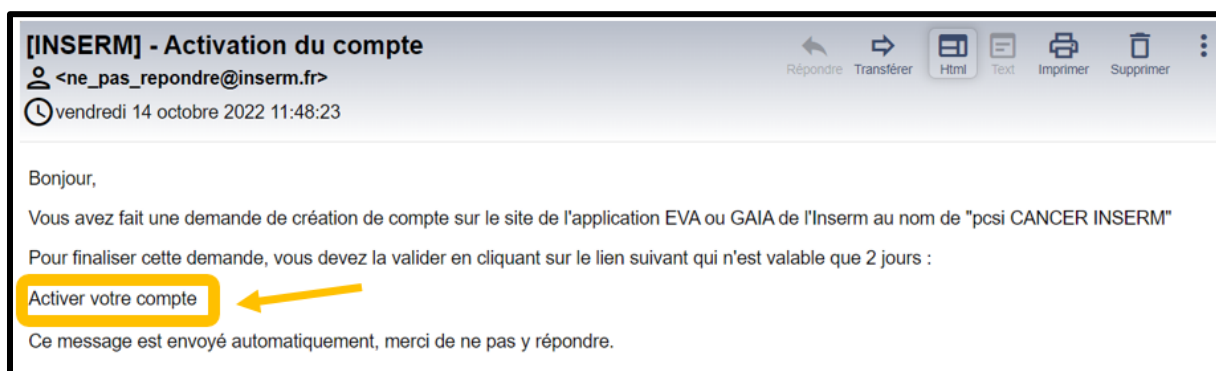 [INSERM] - Activation du compte
Répondre Transférer Html Text Imprimer Supprimer
<ne_pas_repondre@inserm.fr>
vendredi 14 octobre 2022 11:48:23
Bonjour,
Vous avez fait une demande de création de compte sur le site de l'application EVA ou GAIA de l'Inserm au nom de "pcsi CANCER INSERM"
Pour finaliser cette demande, vous devez la valider en cliquant sur le lien suivant qui n'est valable que 2 jours :
Activer votre compte
Ce message est envoyé automatiquement, merci de ne pas y répondre.